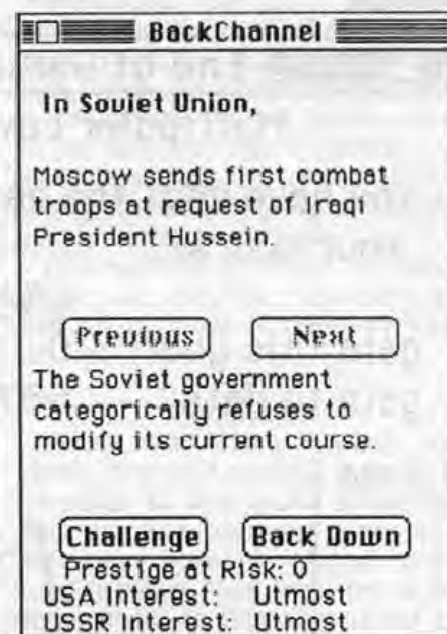 BackChannel
In Soviet Union,
Moscow sends first combat
troops at request of Iraqi
President Hussein.
Previous Next
The Soviet government
categorically refuses to
modify its current course.
Challenge Back Down
Prestige at Risk: 0
USA Interest: Utmost
USSR Interest: Utmost